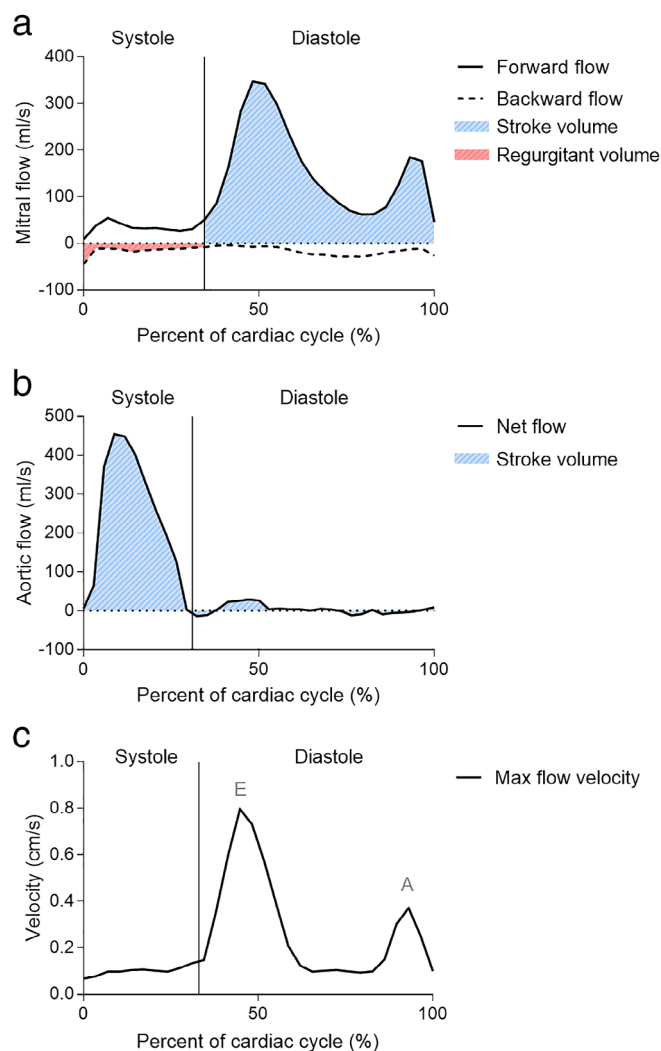 a
Systole Diastole
400
300
200
100
0
-100
Mitral flow (ml/s)
0 50 100
Percent of cardiac cycle (%)
Forward flow
Backward flow
Stroke volume
Regurgitant volume
b
Systole Diastole
500
400
300
200
100
0
-100
Aortic flow (ml/s)
0 50 100
Percent of cardiac cycle (%)
Net flow
Stroke volume
c
Systole Diastole
1.0
0.8
0.6
0.4
0.2
0.0
Velocity (cm/s)
E
A
0 50 100
Percent of cardiac cycle (%)
Max flow velocity